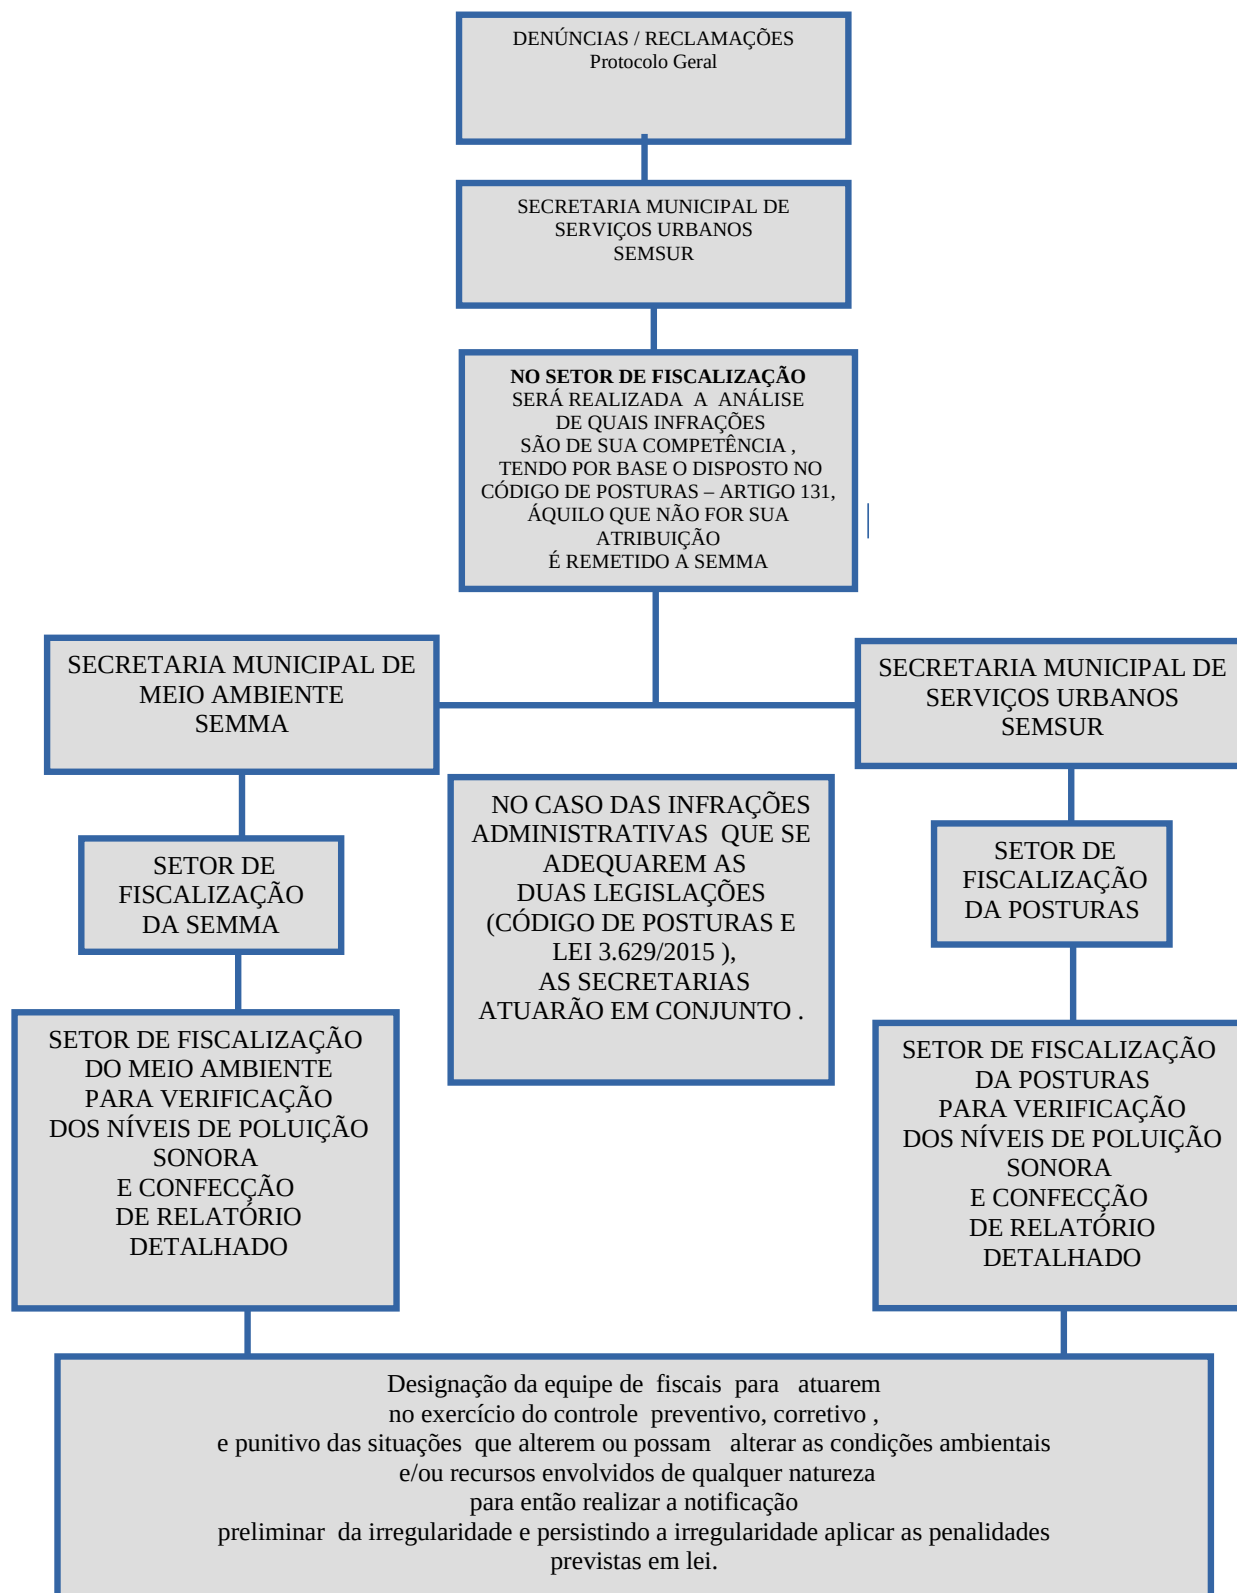 DENÚNCIAS / RECLAMAÇÕES
Protocolo Geral
SECRETARIA MUNICIPAL DE
SERVIÇOS URBANOS
SEMSUR
NO SETOR DE FISCALIZAÇÃO
SERÁ REALIZADA A ANÁLISE
DE QUAIS INFRAÇÕES
SÃO DE SUA COMPETÊNCIA ,
TENDO POR BASE O DISPOSTO NO
CÓDIGO DE POSTURAS – ARTIGO 131,
ÁQUILO QUE NÃO FOR SUA
ATRIBUIÇÃO
É REMETIDO A SEMMA
SECRETARIA MUNICIPAL DE
MEIO AMBIENTE
SEMMA
SECRETARIA MUNICIPAL DE
SERVIÇOS URBANOS
SEMSUR
NO CASO DAS INFRAÇÕES
ADMINISTRATIVAS QUE SE
ADEQUAREM AS
DUAS LEGISLAÇÕES
(CÓDIGO DE POSTURAS E
LEI 3.629/2015 ),
AS SECRETARIAS
ATUARÃO EM CONJUNTO .
SETOR DE
FISCALIZAÇÃO
DA SEMMA
SETOR DE
FISCALIZAÇÃO
DA POSTURAS
SETOR DE FISCALIZAÇÃO
DO MEIO AMBIENTE
PARA VERIFICAÇÃO
DOS NÍVEIS DE POLUIÇÃO
SONORA
E CONFECÇÃO
DE RELATÓRIO
DETALHADO
SETOR DE FISCALIZAÇÃO
DA POSTURAS
PARA VERIFICAÇÃO
DOS NÍVEIS DE POLUIÇÃO
SONORA
E CONFECÇÃO
DE RELATÓRIO
DETALHADO
Designação da equipe de fiscais para atuarem
no exercício do controle preventivo, corretivo ,
e punitivo das situações que alterem ou possam alterar as condições ambientais
e/ou recursos envolvidos de qualquer natureza
para então realizar a notificação
preliminar da irregularidade e persistindo a irregularidade aplicar as penalidades
previstas em lei.